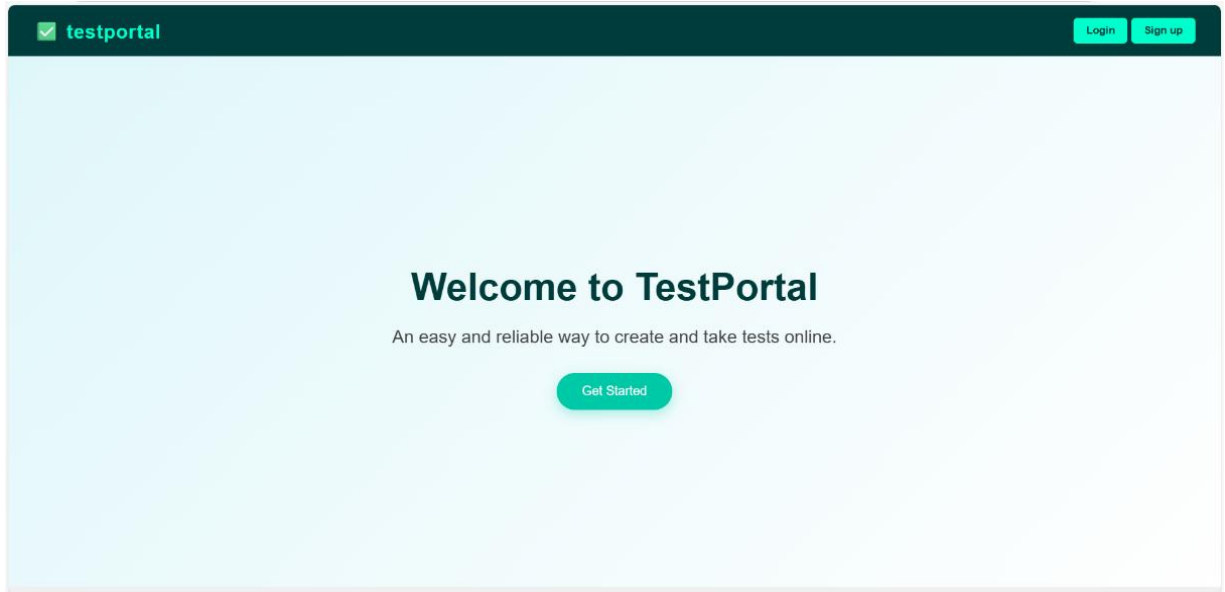 testportal
Login
Sign up
Welcome to TestPortal
An easy and reliable way to create and take tests online.
Get Started